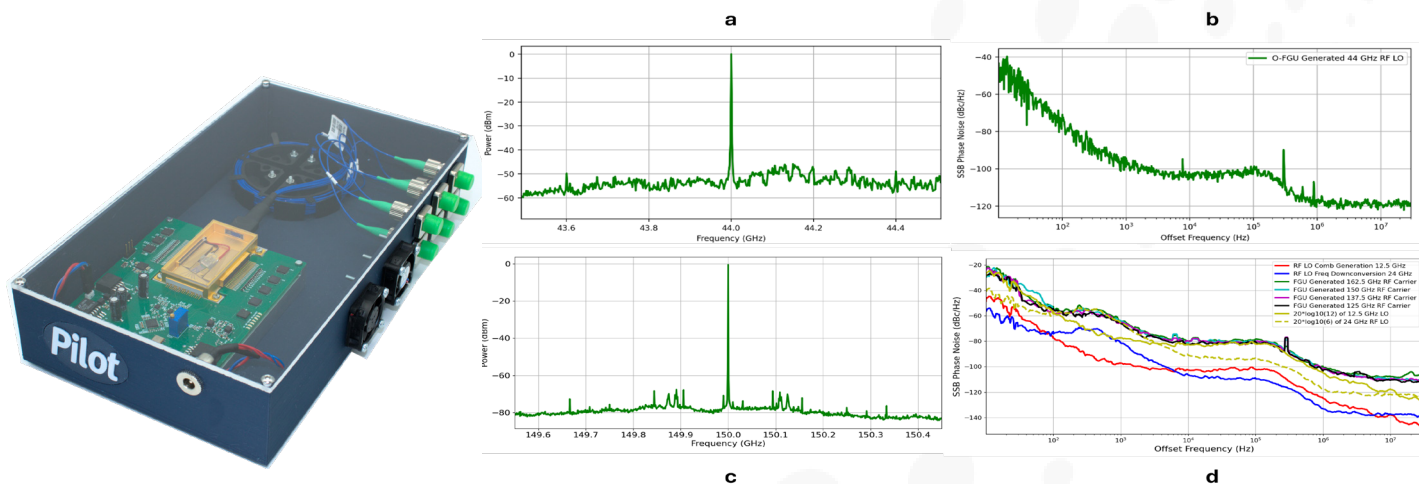 a
b
0
−10
−20
−30
−40
−50
−60
Power (dBm)
43.6
43.8
44.0
44.2
44.4
Frequency (GHz)
O-FGU Generated 44 GHz RF LO
−40
−60
−80
−100
−120
SSB Phase Noise (dBc/Hz)
10²
10³
10⁴
10⁵
10⁶
10⁷
Offset Frequency (Hz)
Pilot
0
−20
−40
−60
−80
Power (dBm)
149.6
149.7
149.8
149.9
150.0
150.1
150.2
150.3
150.4
Frequency (GHz)
RF LO Comb Generation 12.5 GHz
RF LO Freq Downconversion 24 GHz
FGU Generated 162.5 GHz RF Carrier
FGU Generated 150 GHz RF Carrier
FGU Generated 137.5 GHz RF Carrier
FGU Generated 125 GHz RF Carrier
20*log10(12) of 12.5 GHz LO
20*log10(6) of 24 GHz RF LO
−20
−40
−60
−80
−100
−120
−140
SSB Phase Noise (dBc/Hz)
10²
10³
10⁴
10⁵
10⁶
10⁷
Offset Frequency (Hz)
c
d